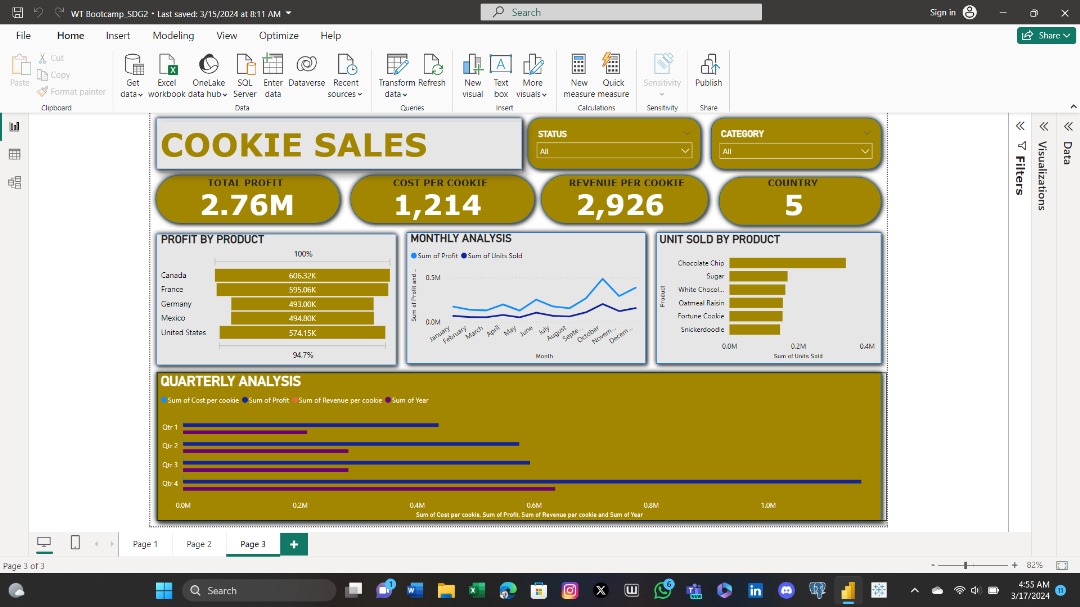 WT Bootcamp_SDG2 • Last saved: 3/15/2024 at 8:11 AM
Search
Sign in
File Home Insert Modeling View Optimize Help
Share
Paste
Cut
Copy
Format painter
Clipboard
Get data
Excel workbook
OneLake data hub
SQL Server
Enter data
Dataverse
Recent sources
Data
Transform data
Refresh
Queries
New visual
Text box
More visuals
Insert
New measure
Quick measure
Calculations
Sensitivity
Sensitivity
Publish
Share
COOKIE SALES
STATUS
All
CATEGORY
All
TOTAL PROFIT
2.76M
COST PER COOKIE
1,214
REVENUE PER COOKIE
2,926
COUNTRY
5
PROFIT BY PRODUCT
100%
Canada 606.32K
France 595.06K
Germany 493.00K
Mexico 494.80K
United States 574.15K
94.7%
MONTHLY ANALYSIS
Sum of Profit Sum of Units Sold
Sum of Profit and ...
0.5M
0.0M
January February March April May June July August Septe... October Novem... Decem...
Month
UNIT SOLD BY PRODUCT
Product
Chocolate Chip
Sugar
White Chocol...
Oatmeal Raisin
Fortune Cookie
Snickerdoodle
0.0M 0.2M 0.4M
Sum of Units Sold
QUARTERLY ANALYSIS
Sum of Cost per cookie Sum of Profit Sum of Revenue per cookie Sum of Year
Qtr 1
Qtr 2
Qtr 3
Qtr 4
0.0M 0.2M 0.4M 0.6M 0.8M 1.0M
Sum of Cost per cookie, Sum of Profit, Sum of Revenue per cookie and Sum of Year
Filters
Visualizations
Data
Page 1 Page 2 Page 3
Page 3 of 3
82%
Search
4:55 AM
3/17/2024